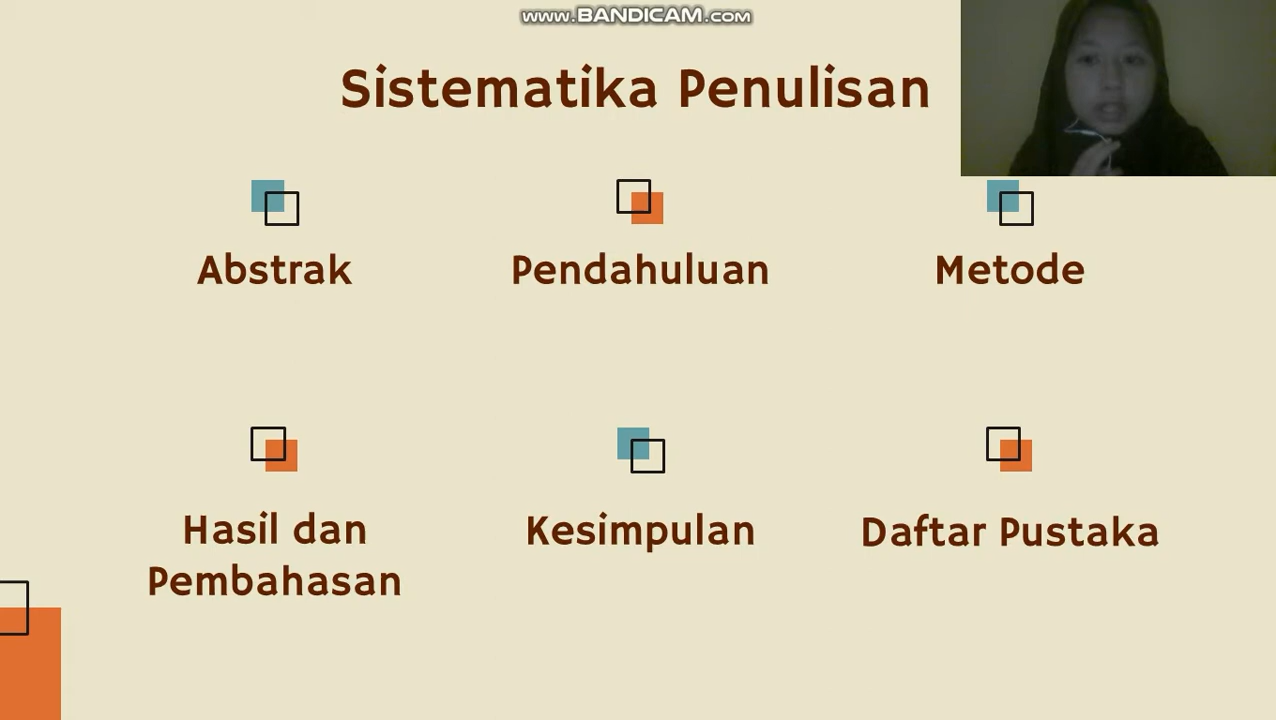 www.BANDICAM.com
Sistematika Penulisan
Abstrak
Pendahuluan
Metode
Hasil dan
Pembahasan
Kesimpulan
Daftar Pustaka